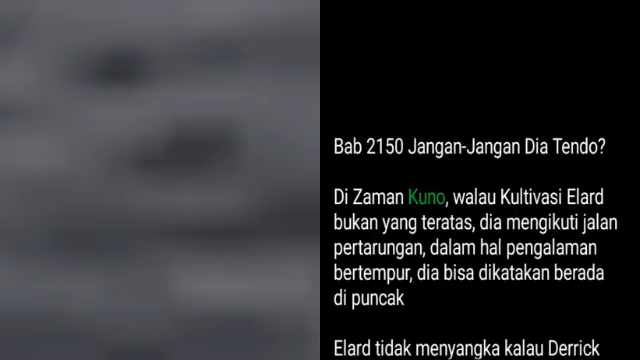 Bab 2150 Jangan-Jangan Dia Tendo?
Di Zaman Kuno, walau Kultivasi Elard
bukan yang teratas, dia mengikuti jalan
pertarungan, dalam hal pengalaman
bertempur, dia bisa dikatakan berada
di puncak
Elard tidak menyangka kalau Derrick